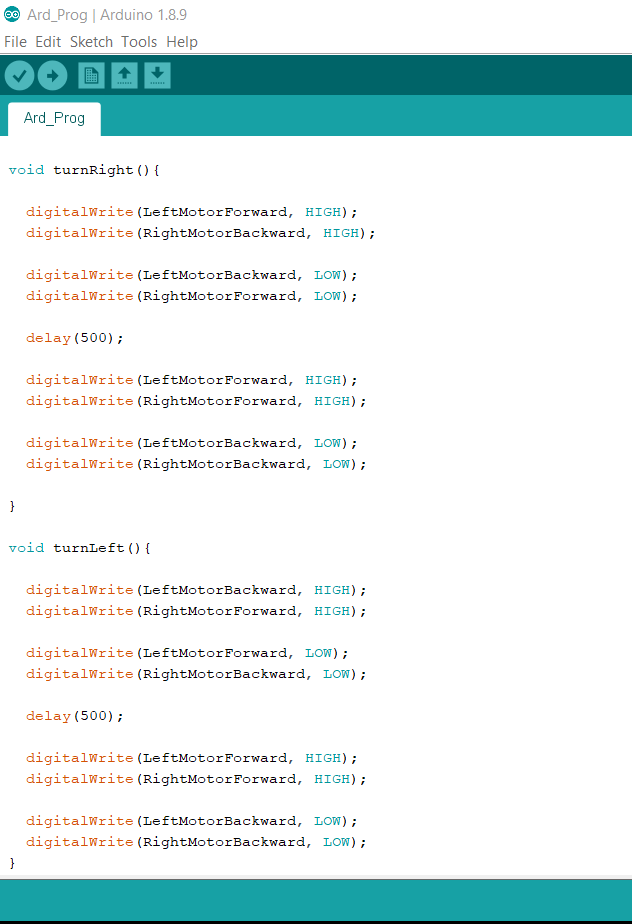 Ard_Prog | Arduino 1.8.9
File Edit Sketch Tools Help
Ard_Prog
void turnRight(){
digitalWrite(LeftMotorForward, HIGH);
digitalWrite(RightMotorBackward, HIGH);
digitalWrite(LeftMotorBackward, LOW);
digitalWrite(RightMotorForward, LOW);
delay(500);
digitalWrite(LeftMotorForward, HIGH);
digitalWrite(RightMotorForward, HIGH);
digitalWrite(LeftMotorBackward, LOW);
digitalWrite(RightMotorBackward, LOW);
}
void turnLeft(){
digitalWrite(LeftMotorBackward, HIGH);
digitalWrite(RightMotorForward, HIGH);
digitalWrite(LeftMotorForward, LOW);
digitalWrite(RightMotorBackward, LOW);
delay(500);
digitalWrite(LeftMotorForward, HIGH);
digitalWrite(RightMotorForward, HIGH);
digitalWrite(LeftMotorBackward, LOW);
digitalWrite(RightMotorBackward, LOW);
}